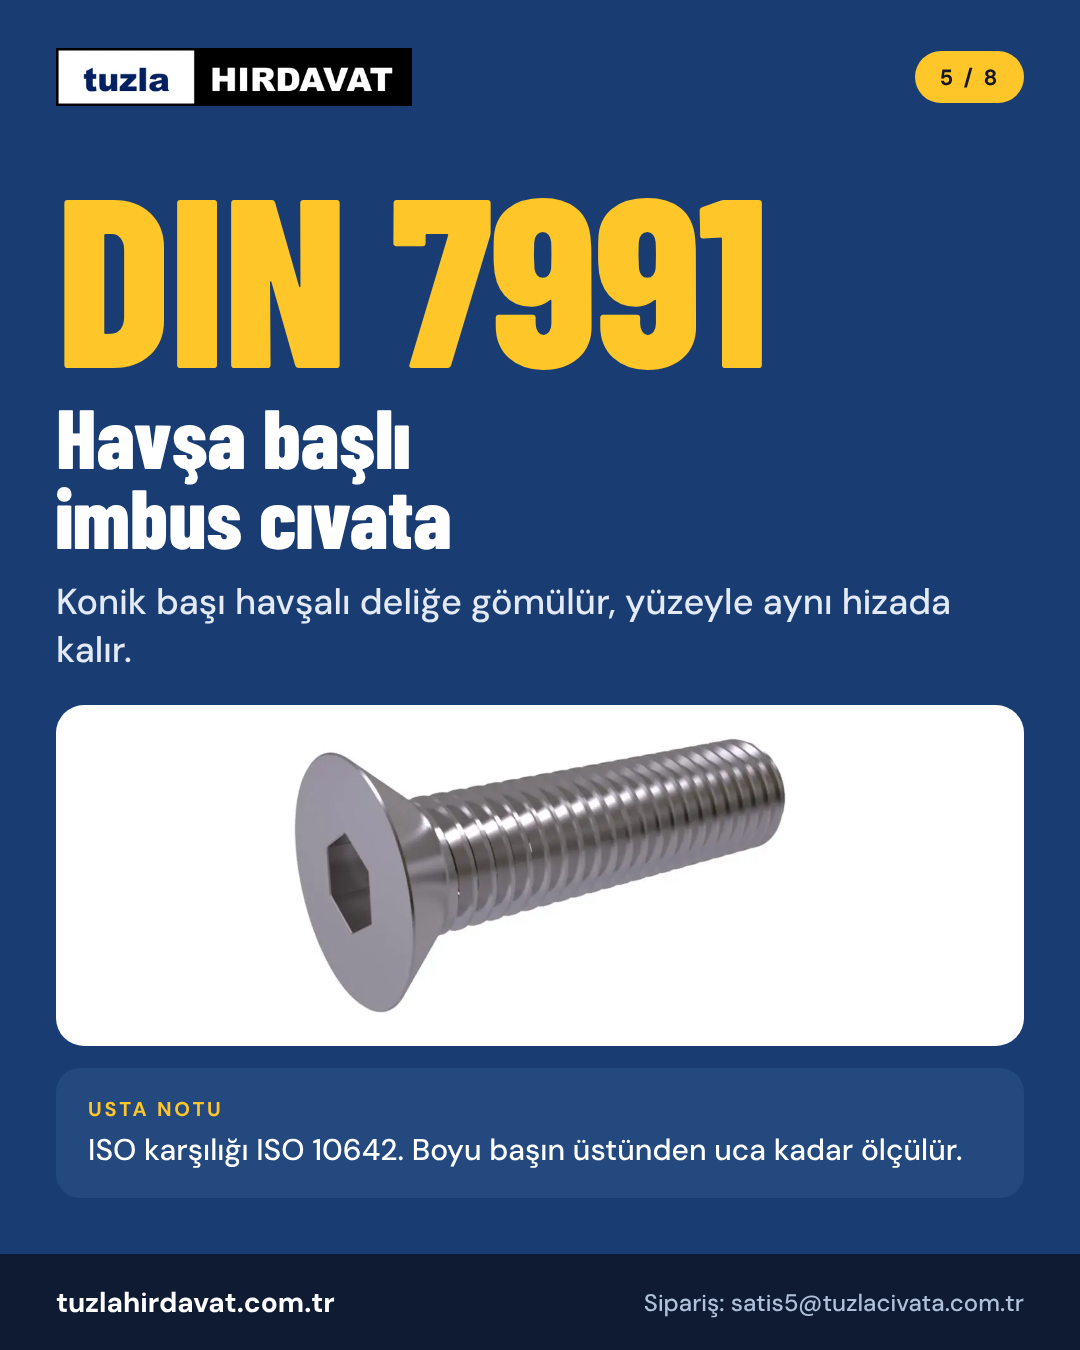 tuzla HIRDAVAT
5 / 8
DIN 7991
Havşa başlı
imbus cıvata
Konik başı havşalı deliğe gömülür, yüzeyle aynı hizada
kalır.
USTA NOTU
ISO karşılığı ISO 10642. Boyu başın üstünden uca kadar ölçülür.
tuzlahirdavat.com.tr
Sipariş: satis5@tuzlacivata.com.tr